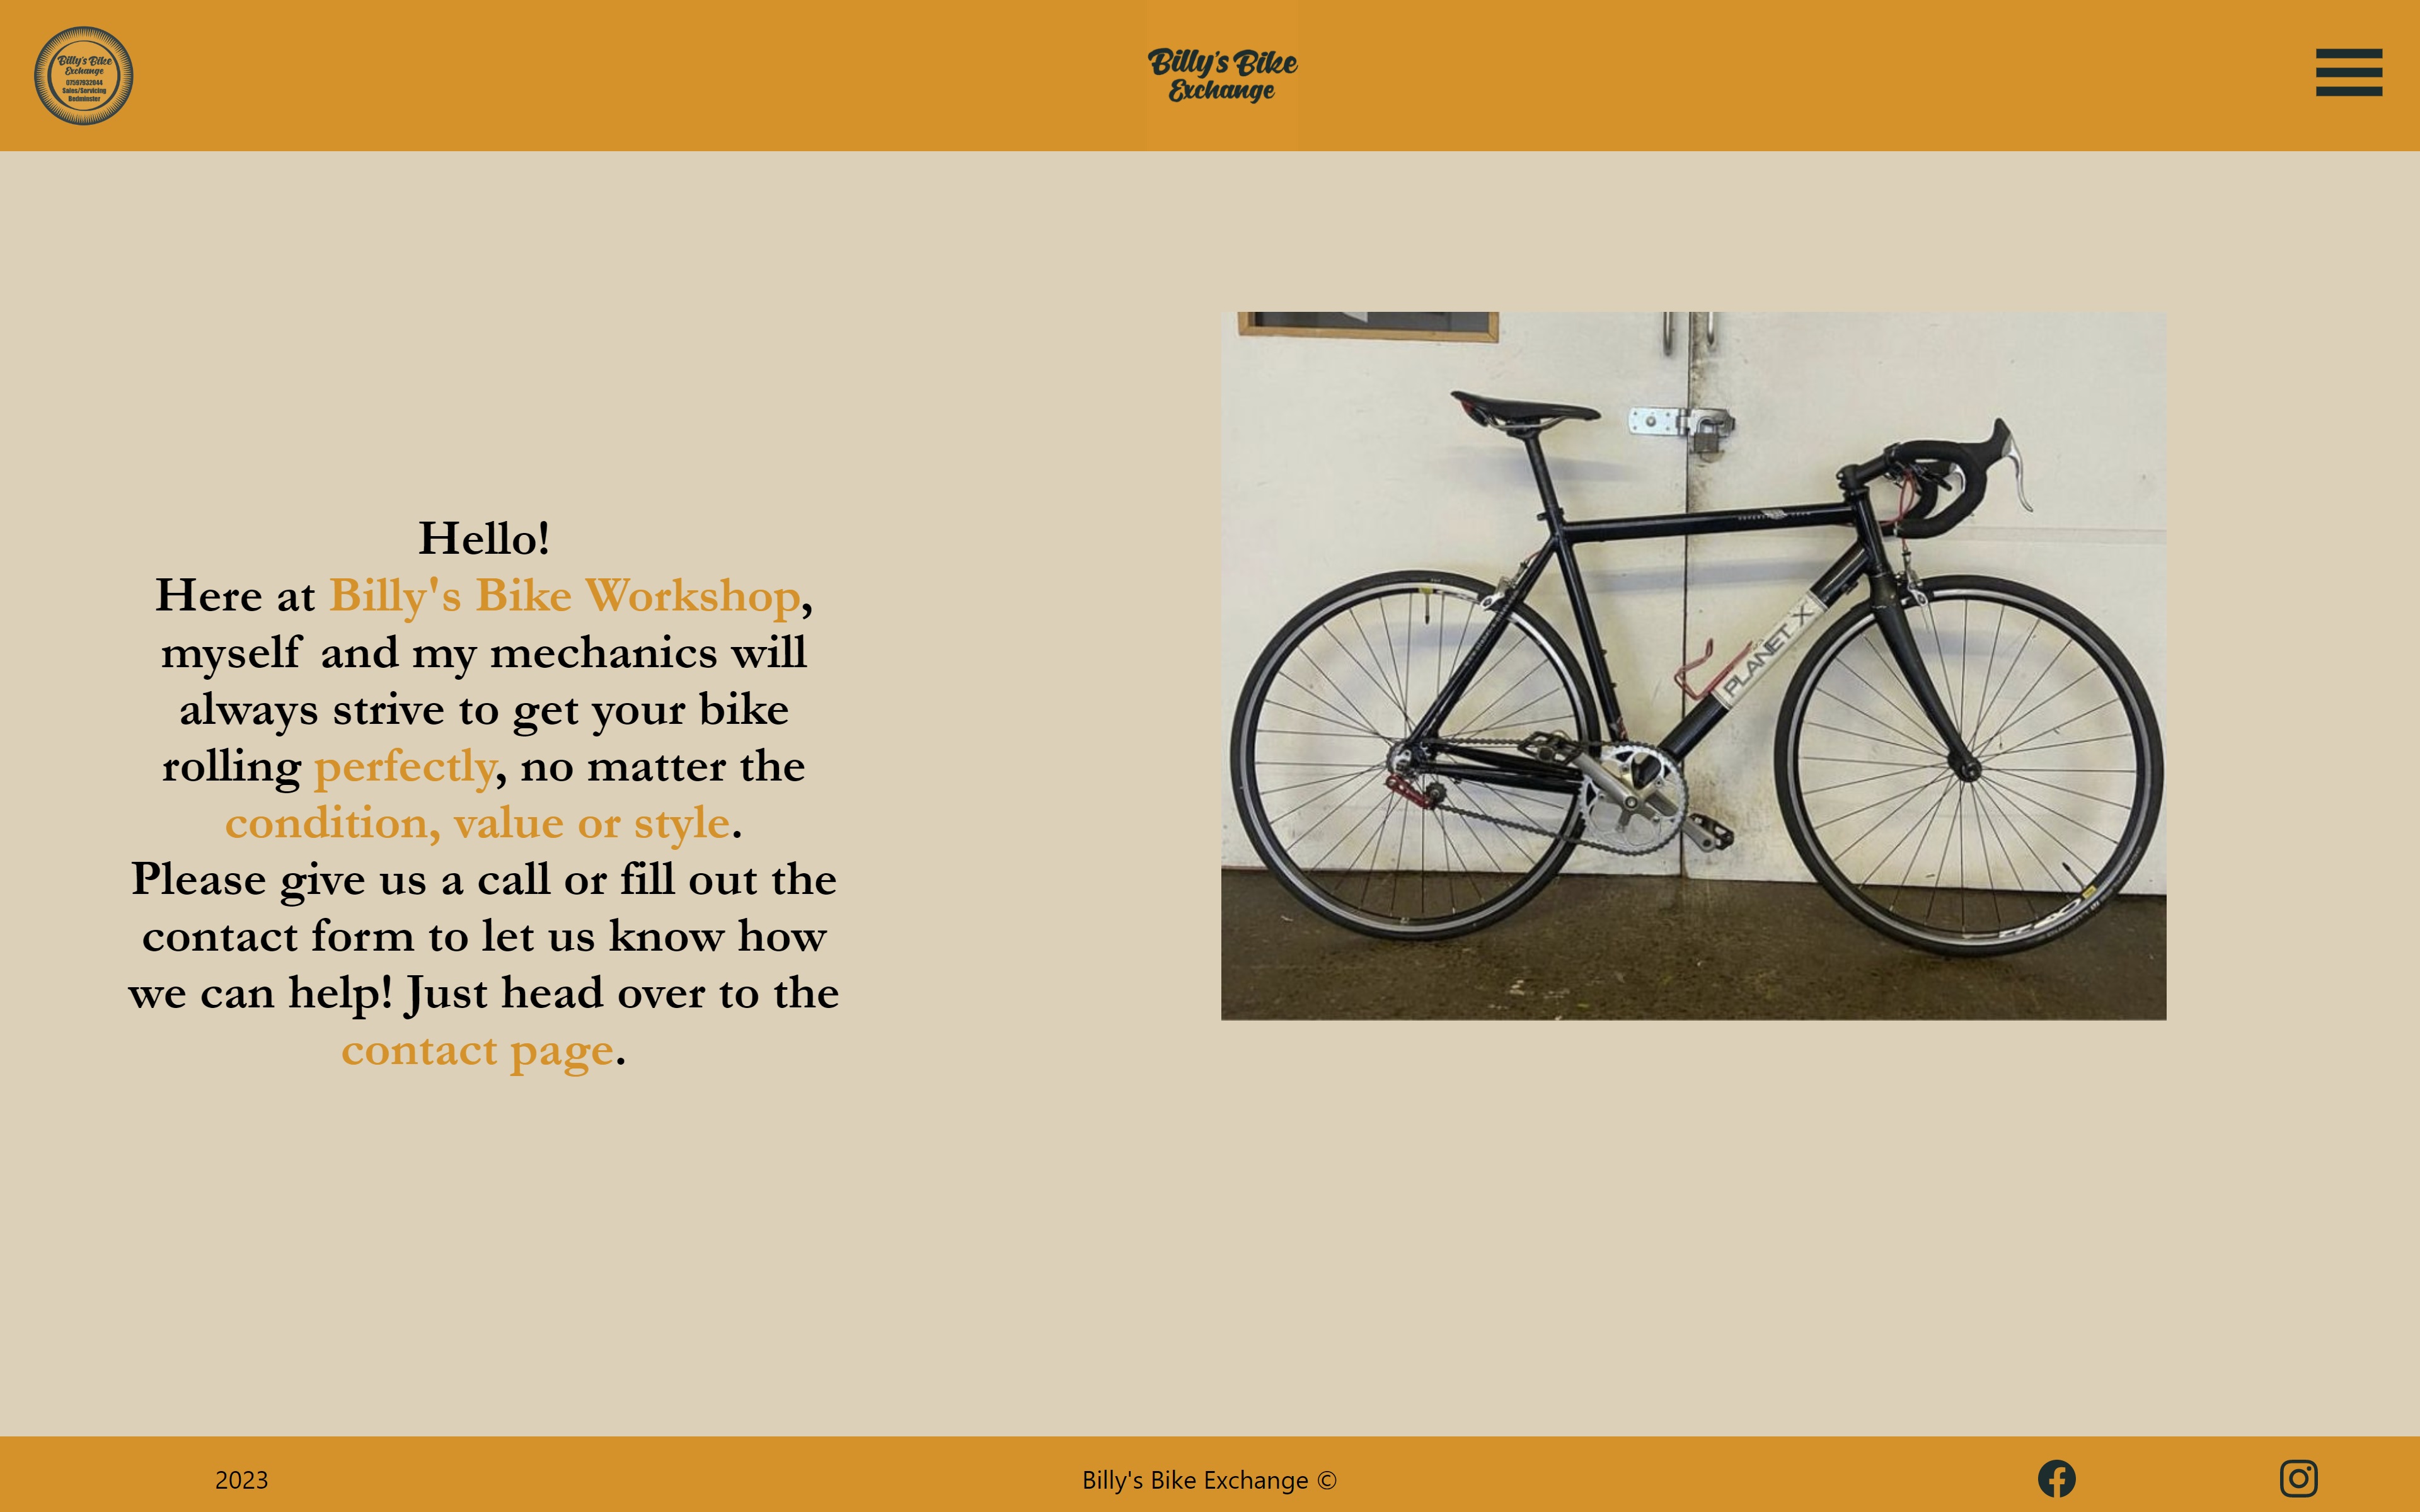 Billy's Bike
Exchange
07597932044
Sales/Servicing
Bedminster
Billy's Bike
Exchange
Hello!
Here at Billy's Bike Workshop,
myself and my mechanics will
always strive to get your bike
rolling perfectly, no matter the
condition, value or style.
Please give us a call or fill out the
contact form to let us know how
we can help! Just head over to the
contact page.
PLANET X
2023
Billy's Bike Exchange ©